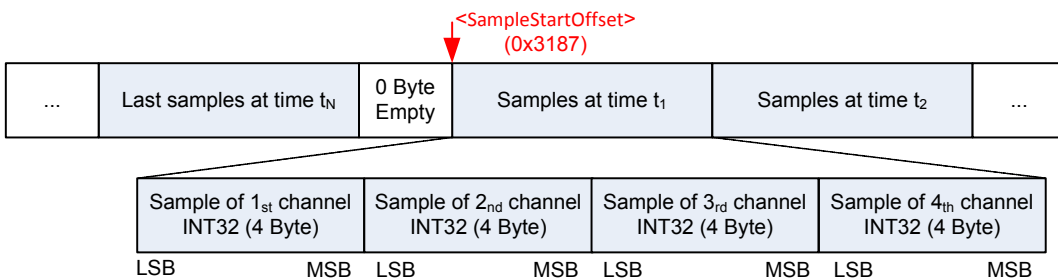 <SampleStartOffset>
(0x3187)
... Last samples at time tN 0 Byte Empty Samples at time t1 Samples at time t2 ...
Sample of 1st channel Sample of 2nd channel Sample of 3rd channel Sample of 4th channel
INT32 (4 Byte) INT32 (4 Byte) INT32 (4 Byte) INT32 (4 Byte)
LSB MSB LSB MSB LSB MSB LSB MSB